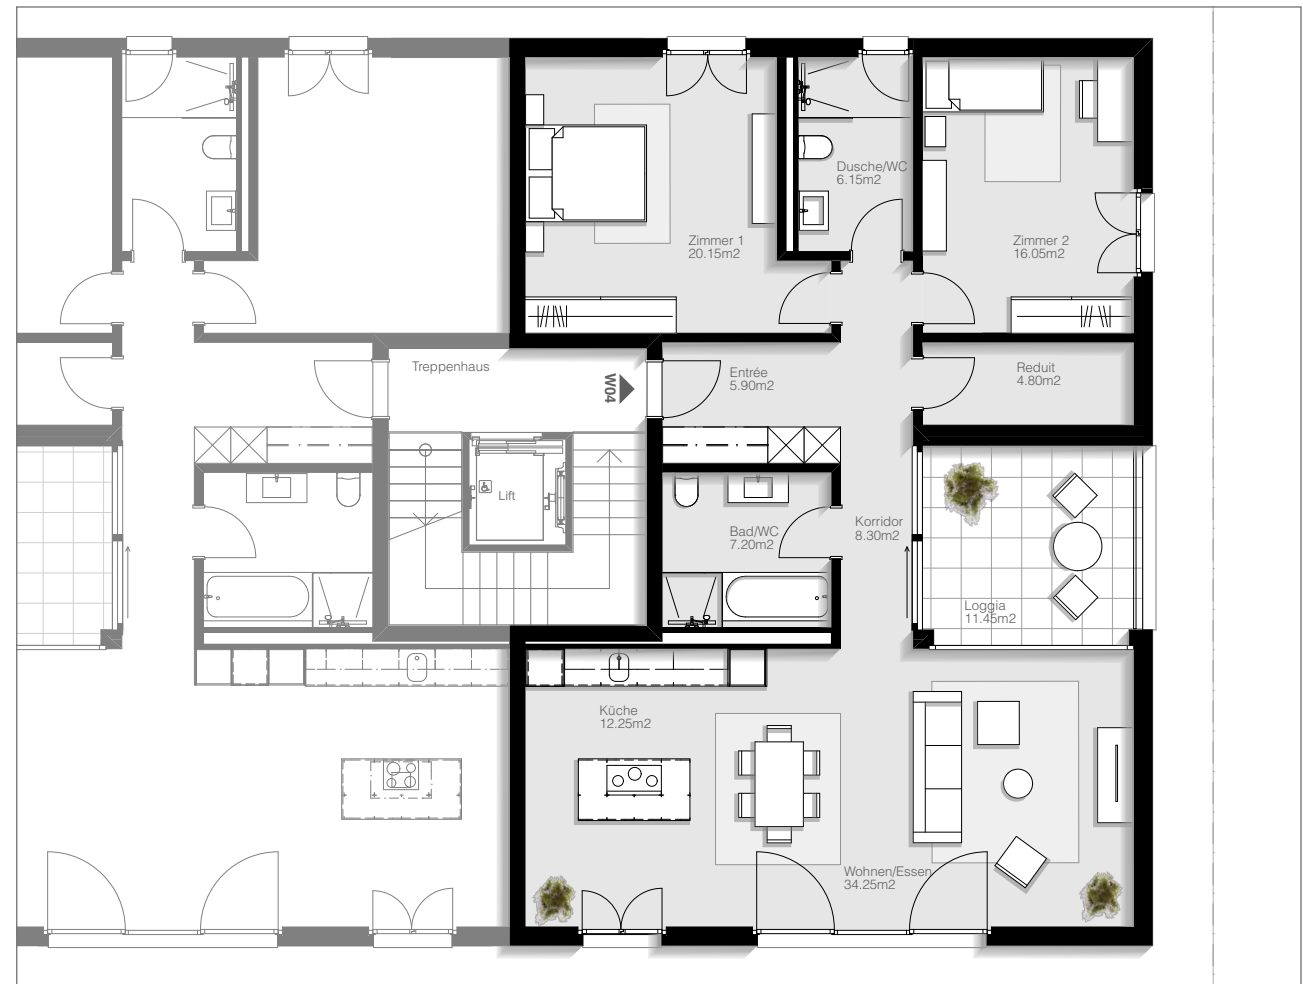 Dusche/WC
6.15m2
Zimmer 1
20.15m2
Zimmer 2
16.05m2
Treppenhaus
W04
Entrée
5.90m2
Reduit
4.80m2
Lift
Bad/WC
7.20m2
Korridor
8.30m2
Loggia
11.45m2
Küche
12.25m2
Wohnen/Essen
34.25m2